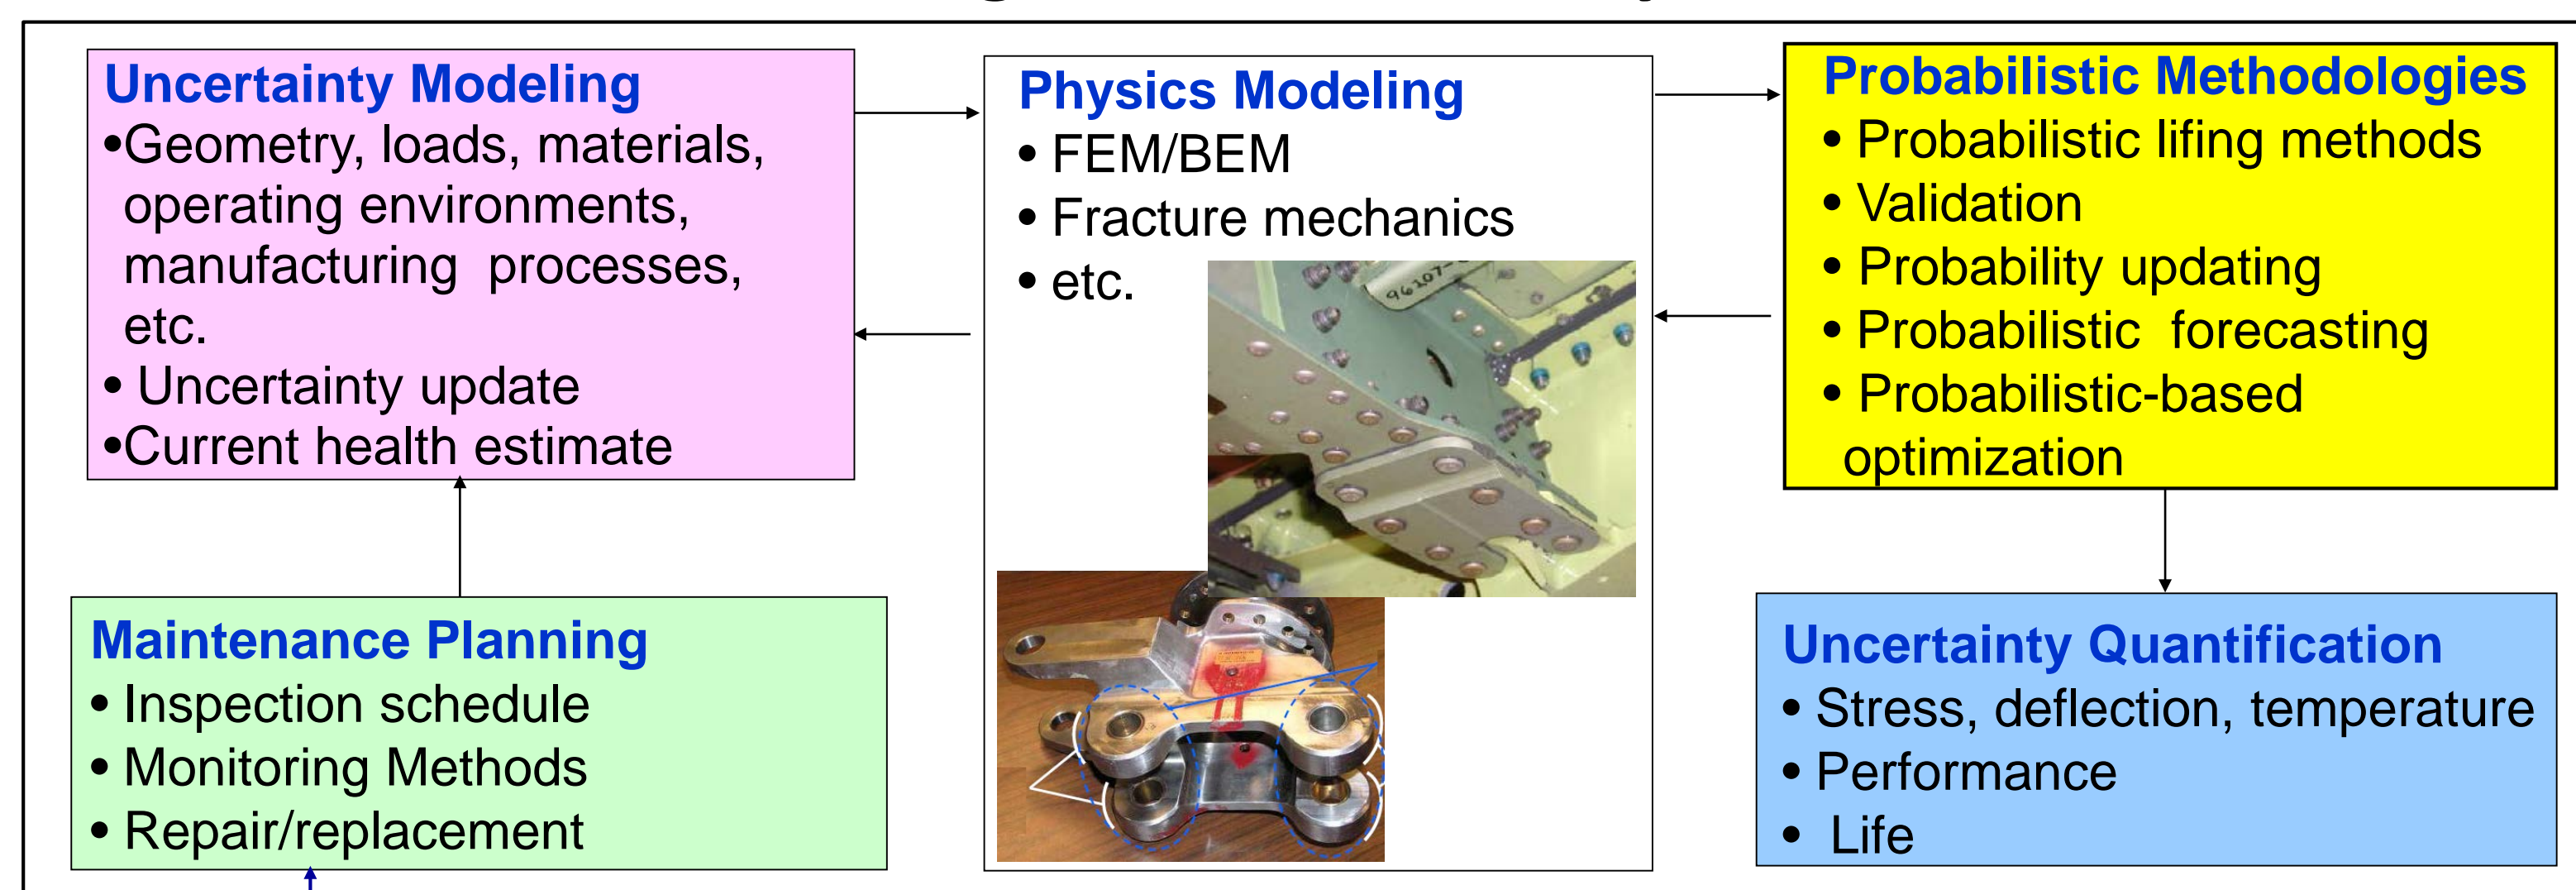 Uncertainty Modeling
•Geometry, loads, materials,
operating environments,
manufacturing processes,
etc.
• Uncertainty update
•Current health estimate
Physics Modeling
• FEM/BEM
• Fracture mechanics
• etc.
Probabilistic Methodologies
• Probabilistic lifing methods
• Validation
• Probability updating
• Probabilistic forecasting
• Probabilistic-based
optimization
Maintenance Planning
• Inspection schedule
• Monitoring Methods
• Repair/replacement
Uncertainty Quantification
• Stress, deflection, temperature
• Performance
• Life